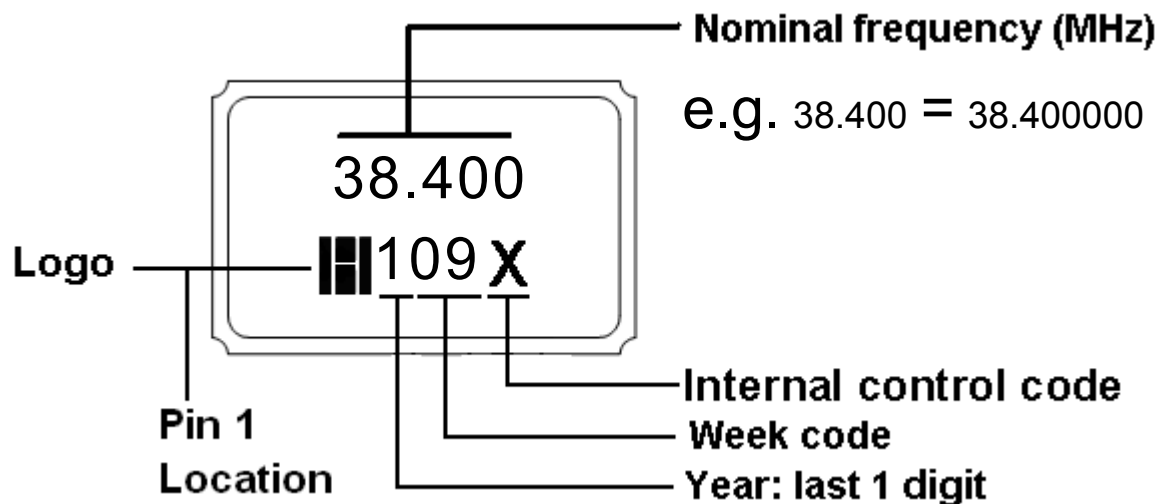 Nominal frequency (MHz)
e.g. 38.400 = 38.400000
38.400
Logo
109 X
Internal control code
Pin 1
Week code
Location
Year: last 1 digit